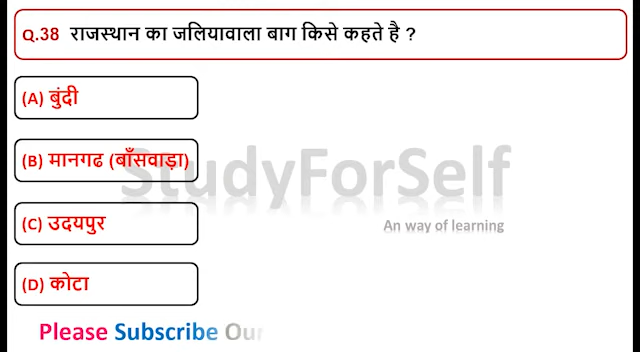 Q.38 राजस्थान का जलियावाला बाग किसे कहते है ?
(A) बुंदी
(B) मानगढ (बाँसवाड़ा)
StudyForSelf
(C) उदयपुर
An way of learning
(D) कोटा
Please Subscribe Our